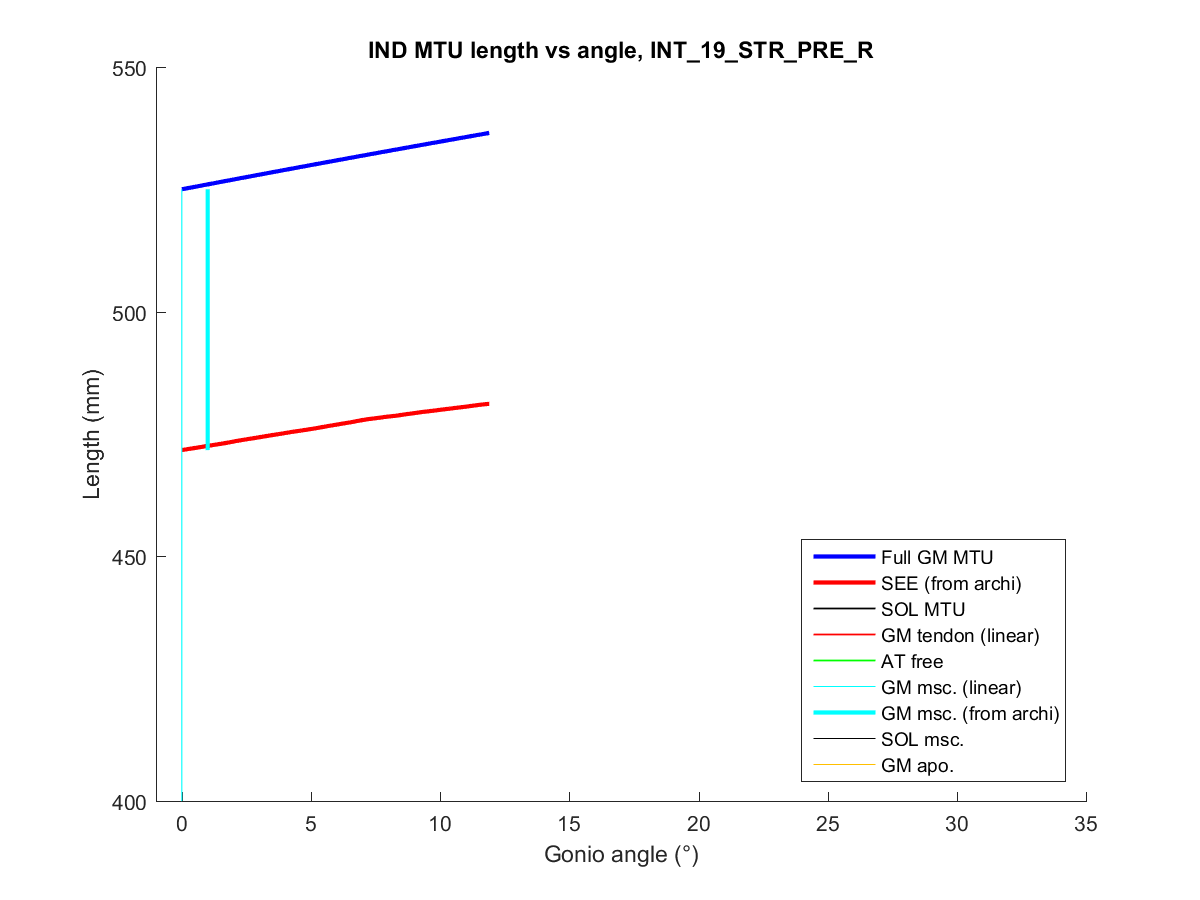 IND MTU length vs angle, INT_19_STR_PRE_R
550
500
450
400
Length (mm)
0 5 10 15 20 25 30 35
Gonio angle (°)
Full GM MTU
SEE (from archi)
SOL MTU
GM tendon (linear)
AT free
GM msc. (linear)
GM msc. (from archi)
SOL msc.
GM apo.